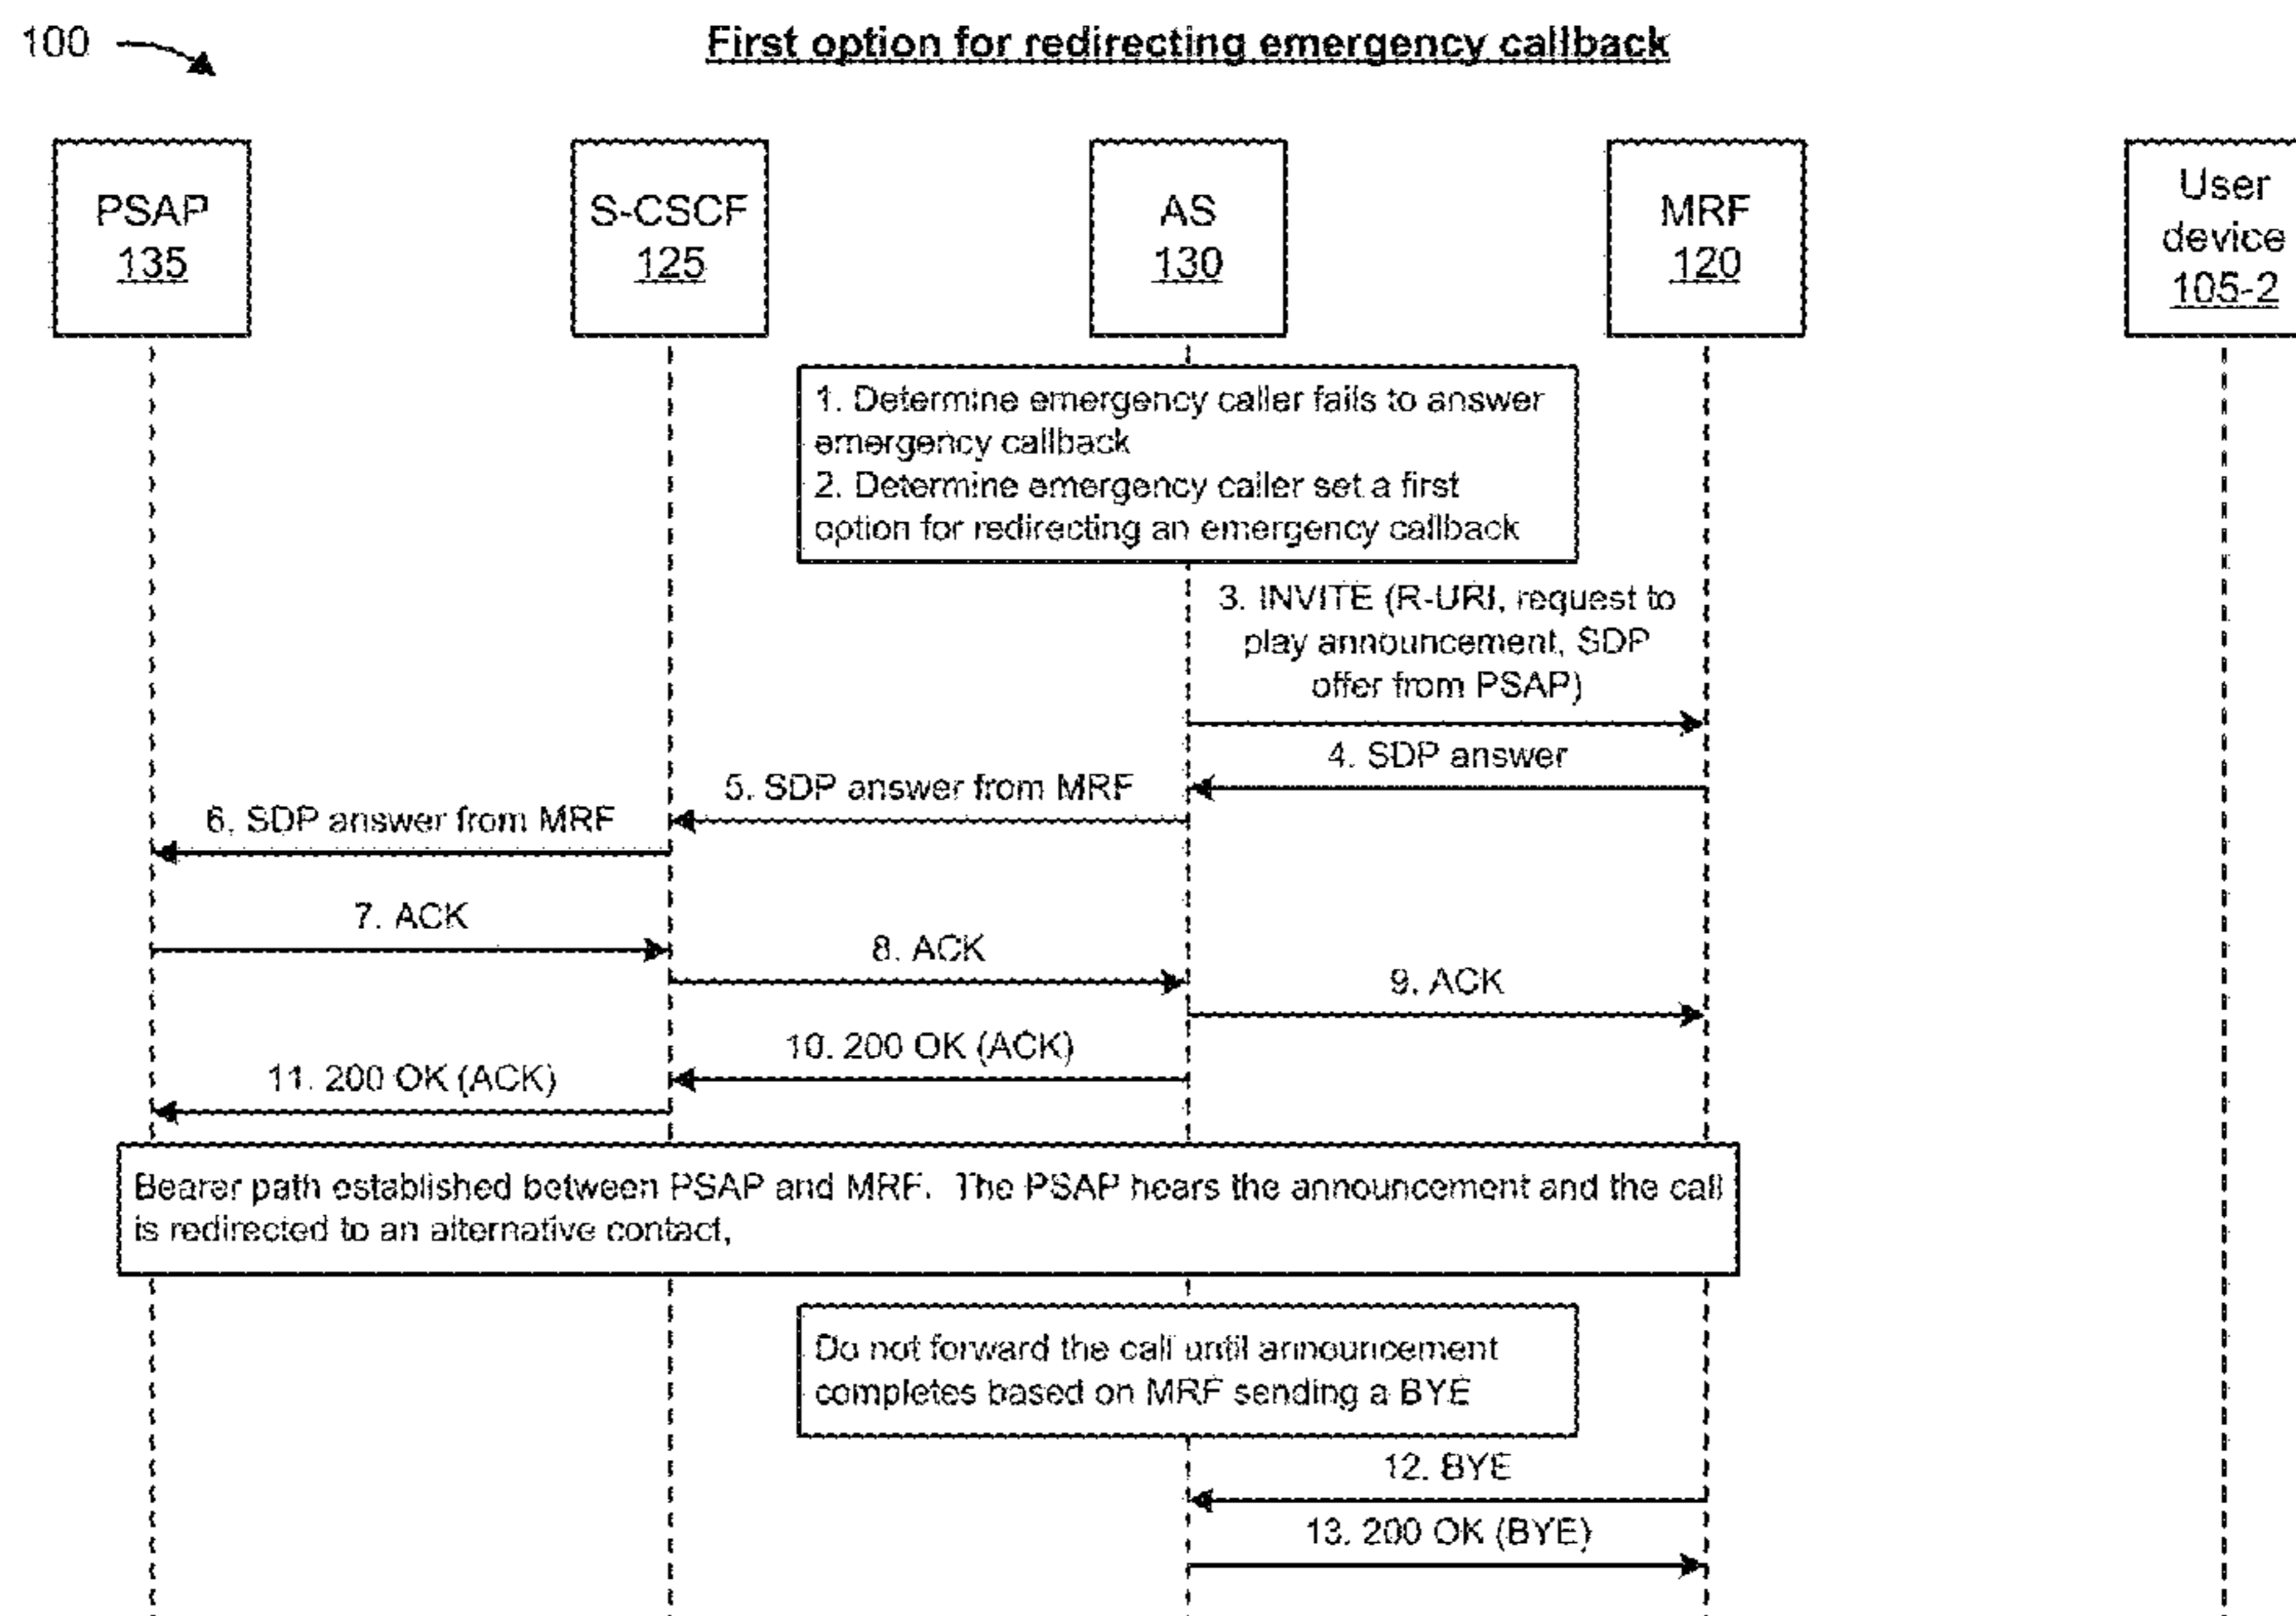 100
First option for redirecting emergency callback
PSAP
135
S-CSCF
125
AS
130
MRF
120
User
device
105-2
1. Determine emergency caller fails to answer
emergency callback
2. Determine emergency caller set a first
option for redirecting an emergency callback
3. INVITE (R-URI, request to
play announcement, SDP
offer from PSAP)
4. SDP answer
5. SDP answer from MRF
6. SDP answer from MRF
7. ACK
8. ACK
9. ACK
10. 200 OK (ACK)
11. 200 OK (ACK)
Bearer path established between PSAP and MRF. The PSAP hears the announcement and the call
is redirected to an alternative contact,
Do not forward the call until announcement
completes based on MRF sending a BYE
12. BYE
13. 200 OK (BYE)